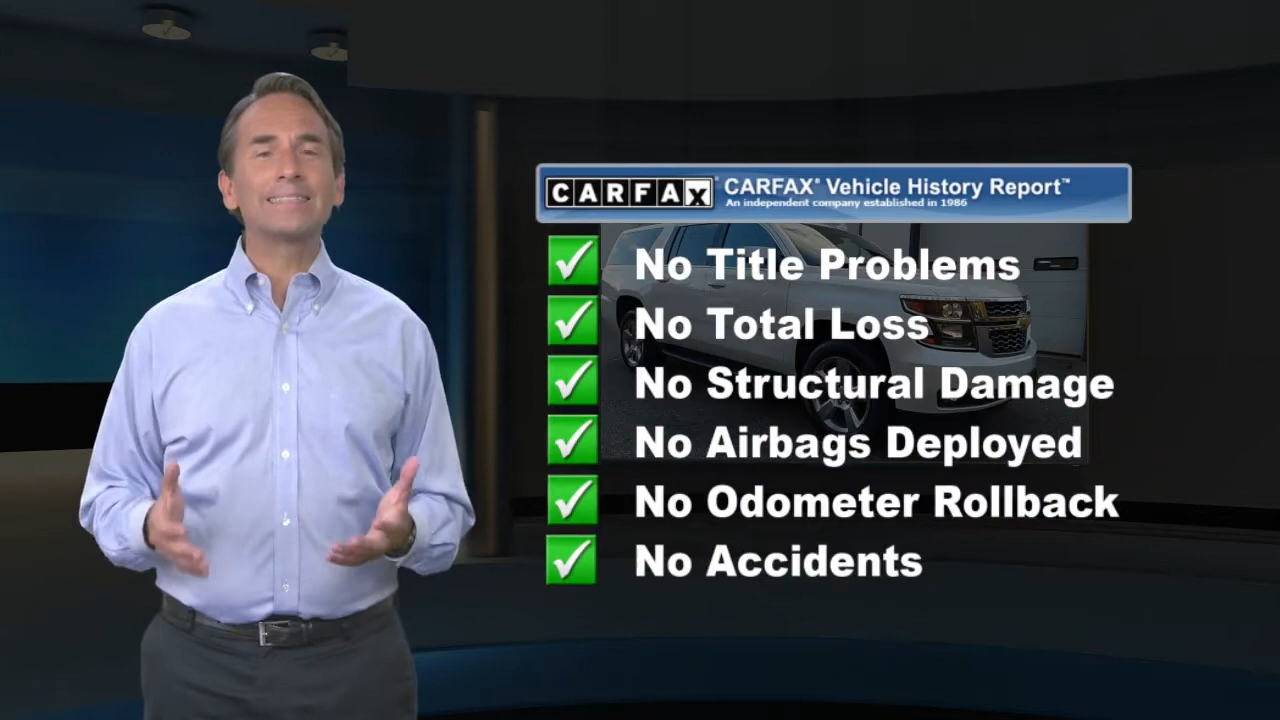 CARFAX® CARFAX® Vehicle History Report™
An independent company established in 1986
No Title Problems
No Total Loss
No Structural Damage
No Airbags Deployed
No Odometer Rollback
No Accidents